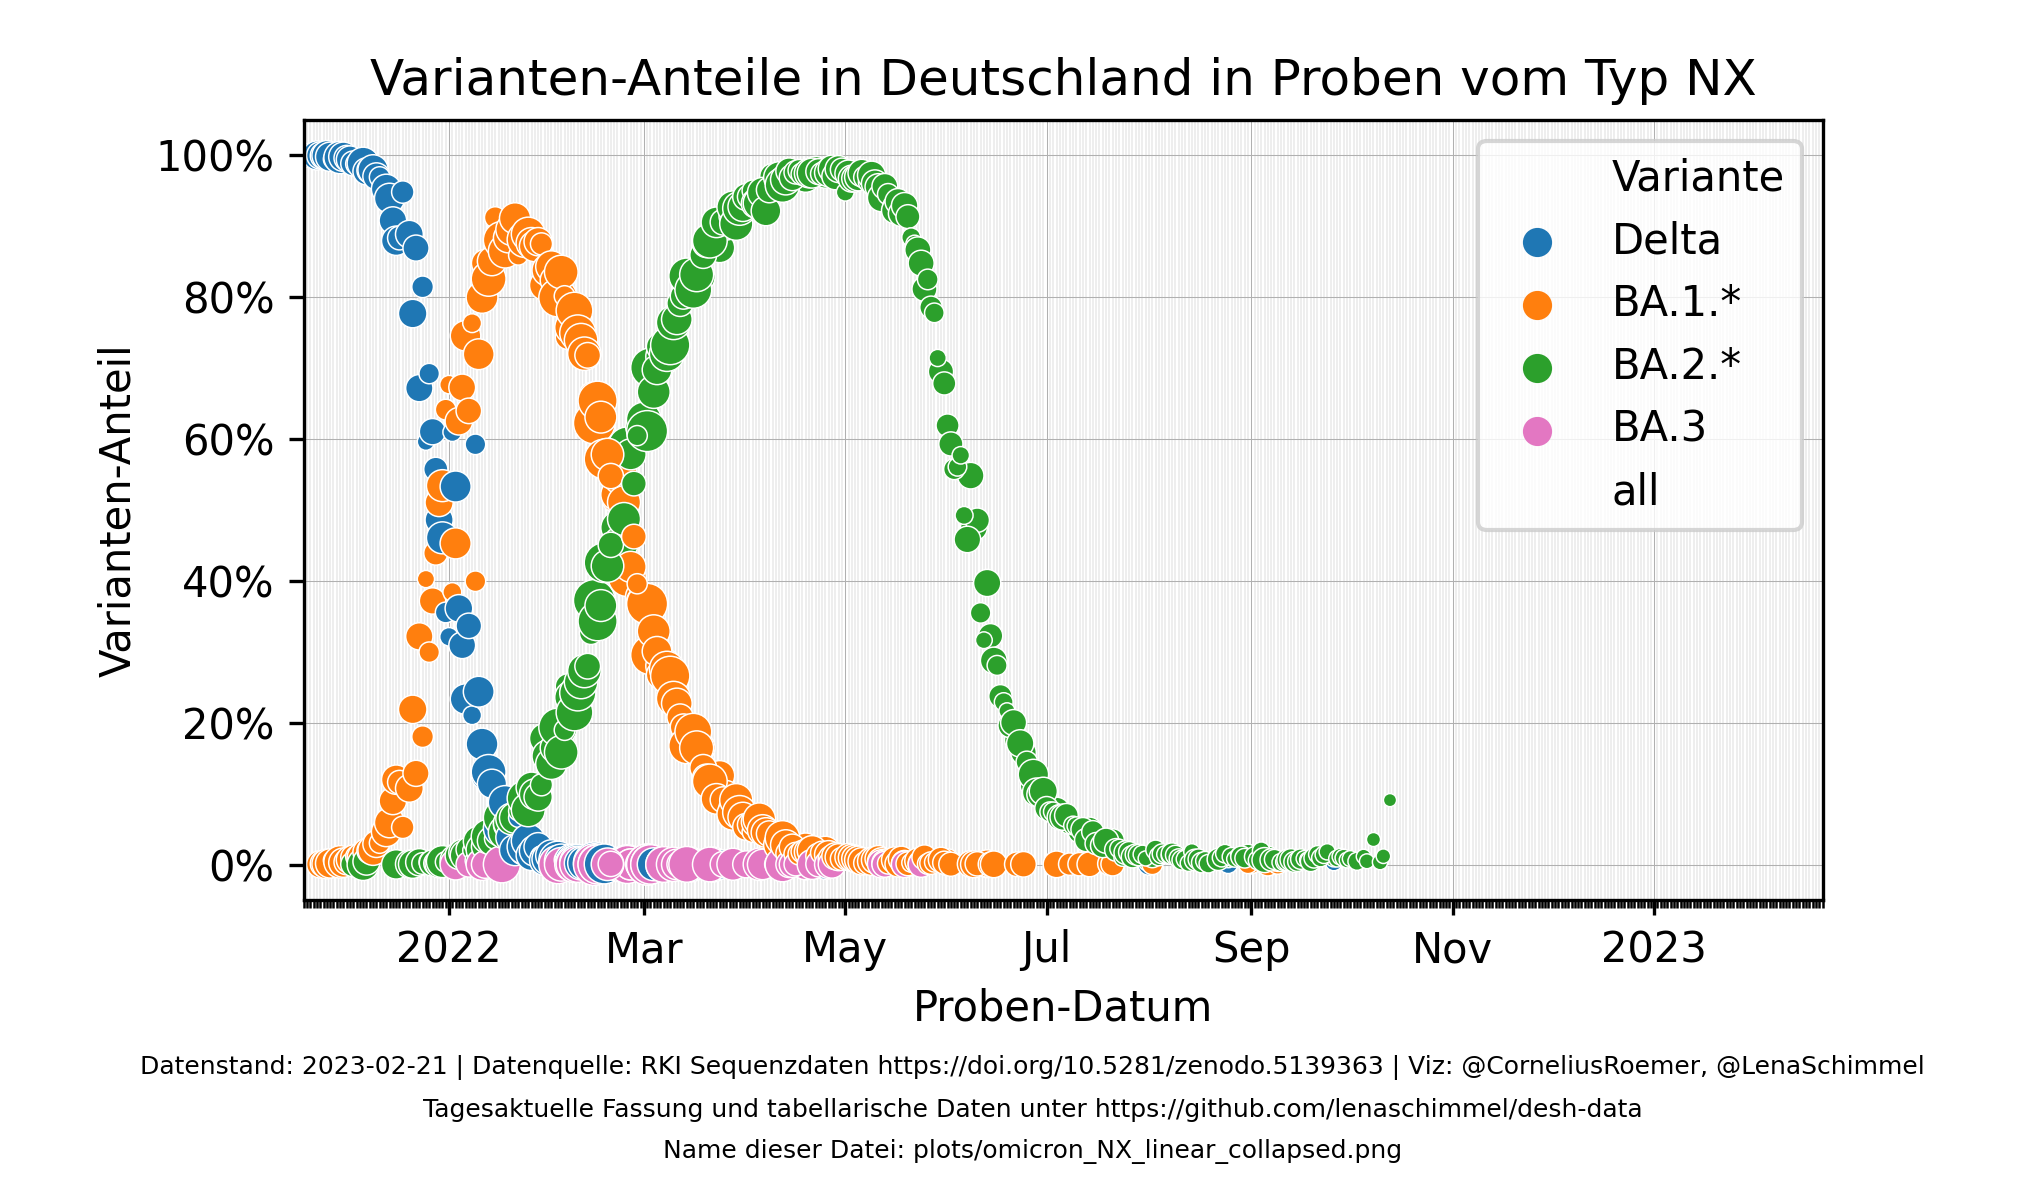 Varianten-Anteile in Deutschland in Proben vom Typ NX
Varianten-Anteil
100%
80%
60%
40%
20%
0%
Variante
Delta
BA.1.*
BA.2.*
BA.3
all
2022
Mar
May
Jul
Sep
Nov
2023
Proben-Datum
Datenstand: 2023-02-21 | Datenquelle: RKI Sequenzdaten https://doi.org/10.5281/zenodo.5139363 | Viz: @CorneliusRoemer, @LenaSchimmel
Tagesaktuelle Fassung und tabellarische Daten unter https://github.com/lenaschimmel/desh-data
Name dieser Datei: plots/omicron_NX_linear_collapsed.png